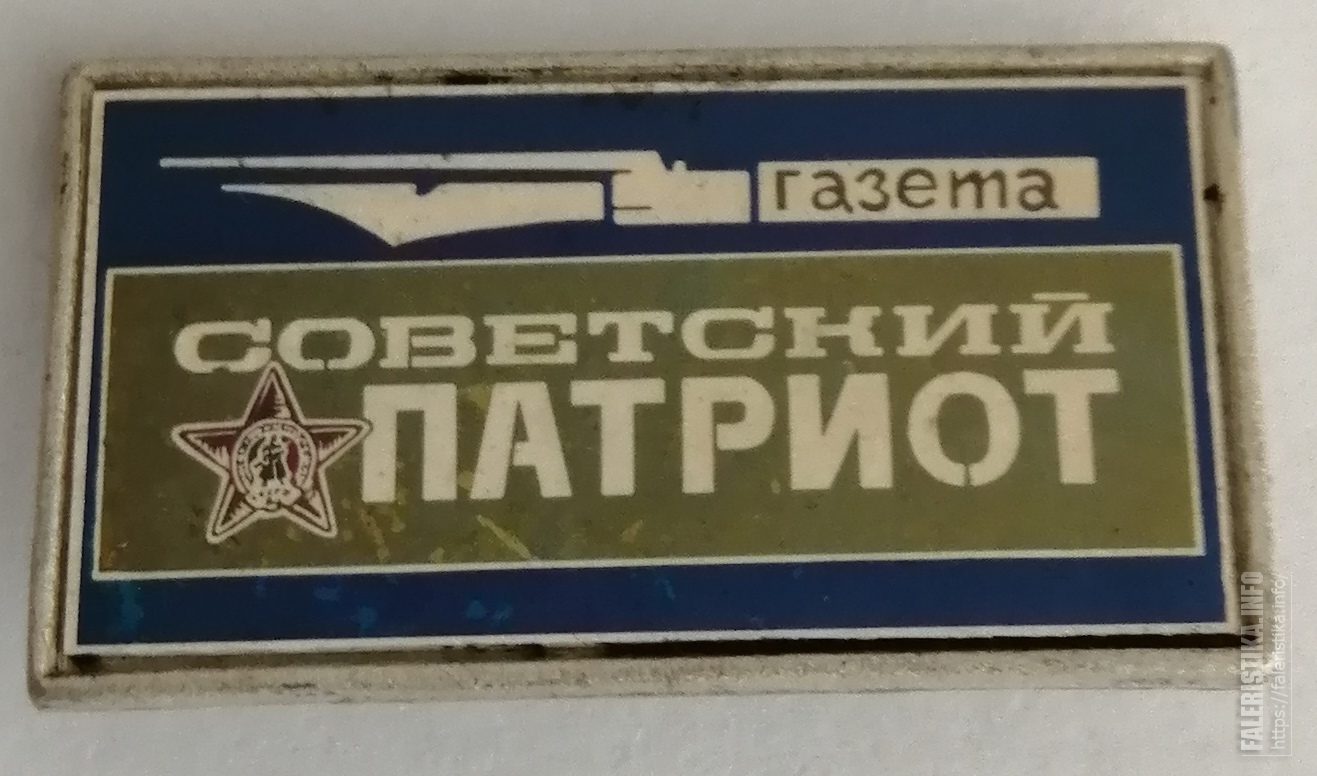 газета
СОВЕТСКИЙ
ПАТРИОТ
FALERISTIKA.INFO
https://faleristika.info/